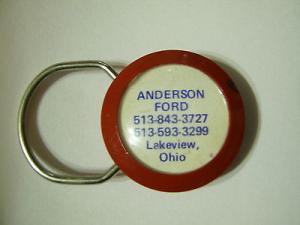 ANDERSON
FORD
513-843-3727
513-593-3299
Lakeview,
Ohio